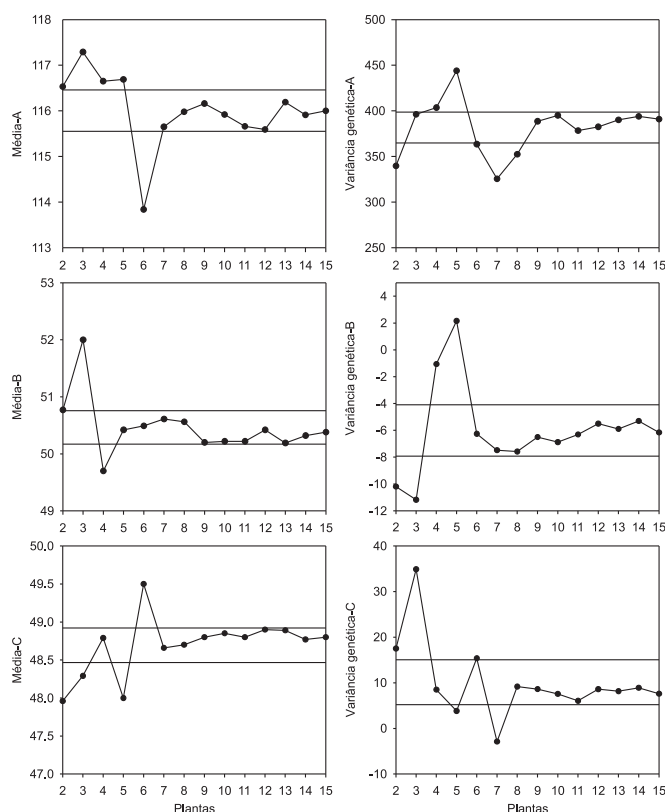 118
117
116
115
114
113
Média-A
2 3 4 5 6 7 8 9 10 11 12 13 14 15
500
450
400
350
300
250
Variância genética-A
2 3 4 5 6 7 8 9 10 11 12 13 14 15
53
52
51
50
49
Média-B
2 3 4 5 6 7 8 9 10 11 12 13 14 15
4
2
0
-2
-4
-6
-8
-10
-12
Variância genética-B
2 3 4 5 6 7 8 9 10 11 12 13 14 15
50.0
49.5
49.0
48.5
48.0
47.5
47.0
Média-C
2 3 4 5 6 7 8 9 10 11 12 13 14 15
Plantas
40
30
20
10
0
-10
Variância genética-C
2 3 4 5 6 7 8 9 10 11 12 13 14 15
Plantas